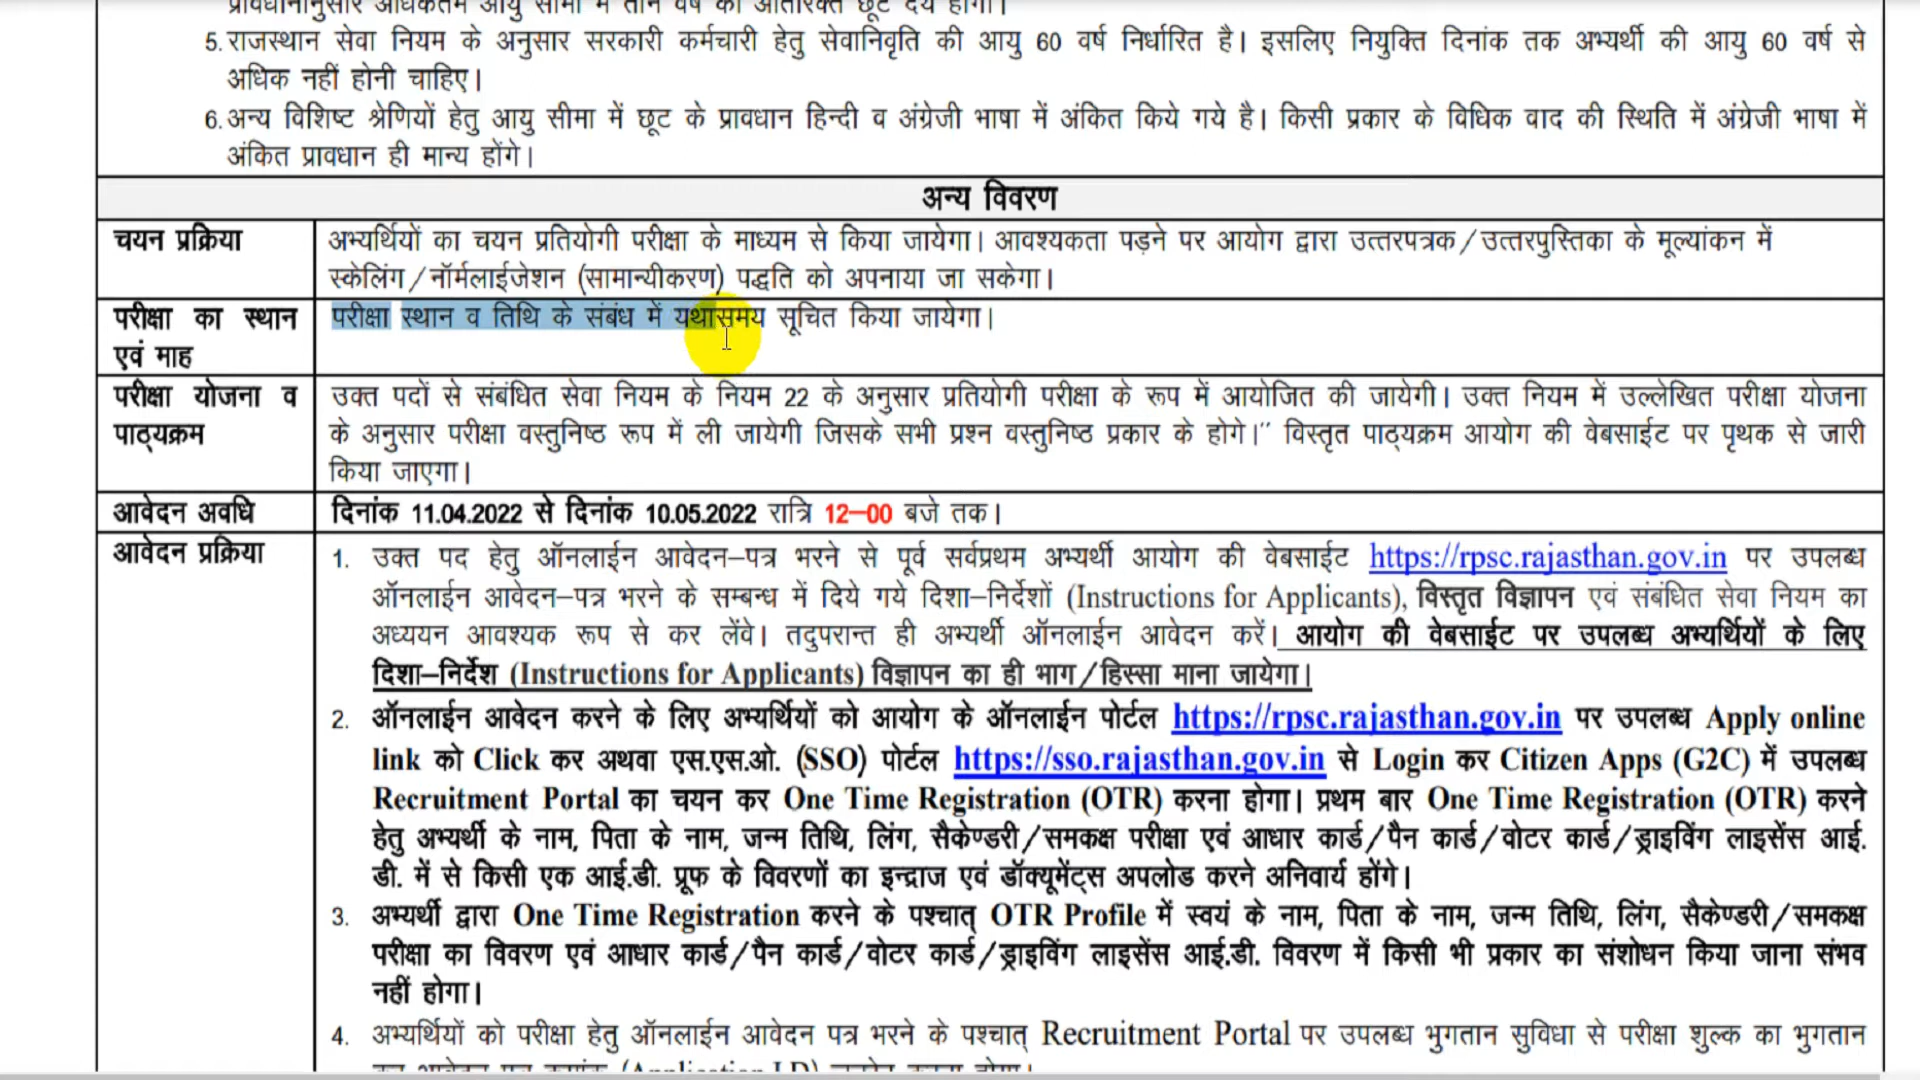 प्रावधानानुसार अधिकतम आयु सीमा में तीन वर्ष की अतिरिक्त छूट देय होगी।
5. राजस्थान सेवा नियम के अनुसार सरकारी कर्मचारी हेतु सेवानिवृति की आयु 60 वर्ष निर्धारित है। इसलिए नियुक्ति दिनांक तक अभ्यर्थी की आयु 60 वर्ष से
अधिक नहीं होनी चाहिए।
6. अन्य विशिष्ट श्रेणियों हेतु आयु सीमा में छूट के प्रावधान हिन्दी व अंग्रेजी भाषा में अंकित किये गये है। किसी प्रकार के विधिक वाद की स्थिति में अंग्रेजी भाषा में
अंकित प्रावधान ही मान्य होंगे।
अन्य विवरण
चयन प्रक्रिया
अभ्यर्थियों का चयन प्रतियोगी परीक्षा के माध्यम से किया जायेगा। आवश्यकता पड़ने पर आयोग द्वारा उत्तरपत्रक/उत्तरपुस्तिका के मूल्यांकन में
स्केलिंग/नॉर्मलाईजेशन (सामान्यीकरण) पद्धति को अपनाया जा सकेगा।
परीक्षा का स्थान
एवं माह
परीक्षा स्थान व तिथि के संबंध में यथासमय सूचित किया जायेगा।
परीक्षा योजना व
पाठ्यक्रम
उक्त पदों से संबंधित सेवा नियम के नियम 22 के अनुसार प्रतियोगी परीक्षा के रूप में आयोजित की जायेगी। उक्त नियम में उल्लेखित परीक्षा योजना
के अनुसार परीक्षा वस्तुनिष्ठ रूप में ली जायेगी जिसके सभी प्रश्न वस्तुनिष्ठ प्रकार के होगे।" विस्तृत पाठ्यक्रम आयोग की वेबसाईट पर पृथक से जारी
किया जाएगा।
आवेदन अवधि
दिनांक 11.04.2022 से दिनांक 10.05.2022 रात्रि 12–00 बजे तक।
आवेदन प्रक्रिया
1. उक्त पद हेतु ऑनलाईन आवेदन–पत्र भरने से पूर्व सर्वप्रथम अभ्यर्थी आयोग की वेबसाईट https://rpsc.rajasthan.gov.in पर उपलब्ध
ऑनलाईन आवेदन–पत्र भरने के सम्बन्ध में दिये गये दिशा–निर्देशों (Instructions for Applicants), विस्तृत विज्ञापन एवं संबंधित सेवा नियम का
अध्ययन आवश्यक रूप से कर लेंवे। तदुपरान्त ही अभ्यर्थी ऑनलाईन आवेदन करें। आयोग की वेबसाईट पर उपलब्ध अभ्यर्थियों के लिए
दिशा–निर्देश (Instructions for Applicants) विज्ञापन का ही भाग/हिस्सा माना जायेगा।
2. ऑनलाईन आवेदन करने के लिए अभ्यर्थियों को आयोग के ऑनलाईन पोर्टल https://rpsc.rajasthan.gov.in पर उपलब्ध Apply online
link को Click कर अथवा एस.एस.ओ. (SSO) पोर्टल https://sso.rajasthan.gov.in से Login कर Citizen Apps (G2C) में उपलब्ध
Recruitment Portal का चयन कर One Time Registration (OTR) करना होगा। प्रथम बार One Time Registration (OTR) करने
हेतु अभ्यर्थी के नाम, पिता के नाम, जन्म तिथि, लिंग, सैकेण्डरी/समकक्ष परीक्षा एवं आधार कार्ड/पैन कार्ड/वोटर कार्ड/ड्राइविंग लाइसेंस आई.
डी. में से किसी एक आई.डी. प्रूफ के विवरणों का इन्द्राज एवं डॉक्यूमेंट्स अपलोड करने अनिवार्य होंगे।
3. अभ्यर्थी द्वारा One Time Registration करने के पश्चात् OTR Profile में स्वयं के नाम, पिता के नाम, जन्म तिथि, लिंग, सैकेण्डरी/समकक्ष
परीक्षा का विवरण एवं आधार कार्ड/पैन कार्ड/वोटर कार्ड/ड्राइविंग लाइसेंस आई.डी. विवरण में किसी भी प्रकार का संशोधन किया जाना संभव
नहीं होगा।
4. अभ्यर्थियों को परीक्षा हेतु ऑनलाईन आवेदन पत्र भरने के पश्चात् Recruitment Portal पर उपलब्ध भुगतान सुविधा से परीक्षा शुल्क का भुगतान
(Application I.D)